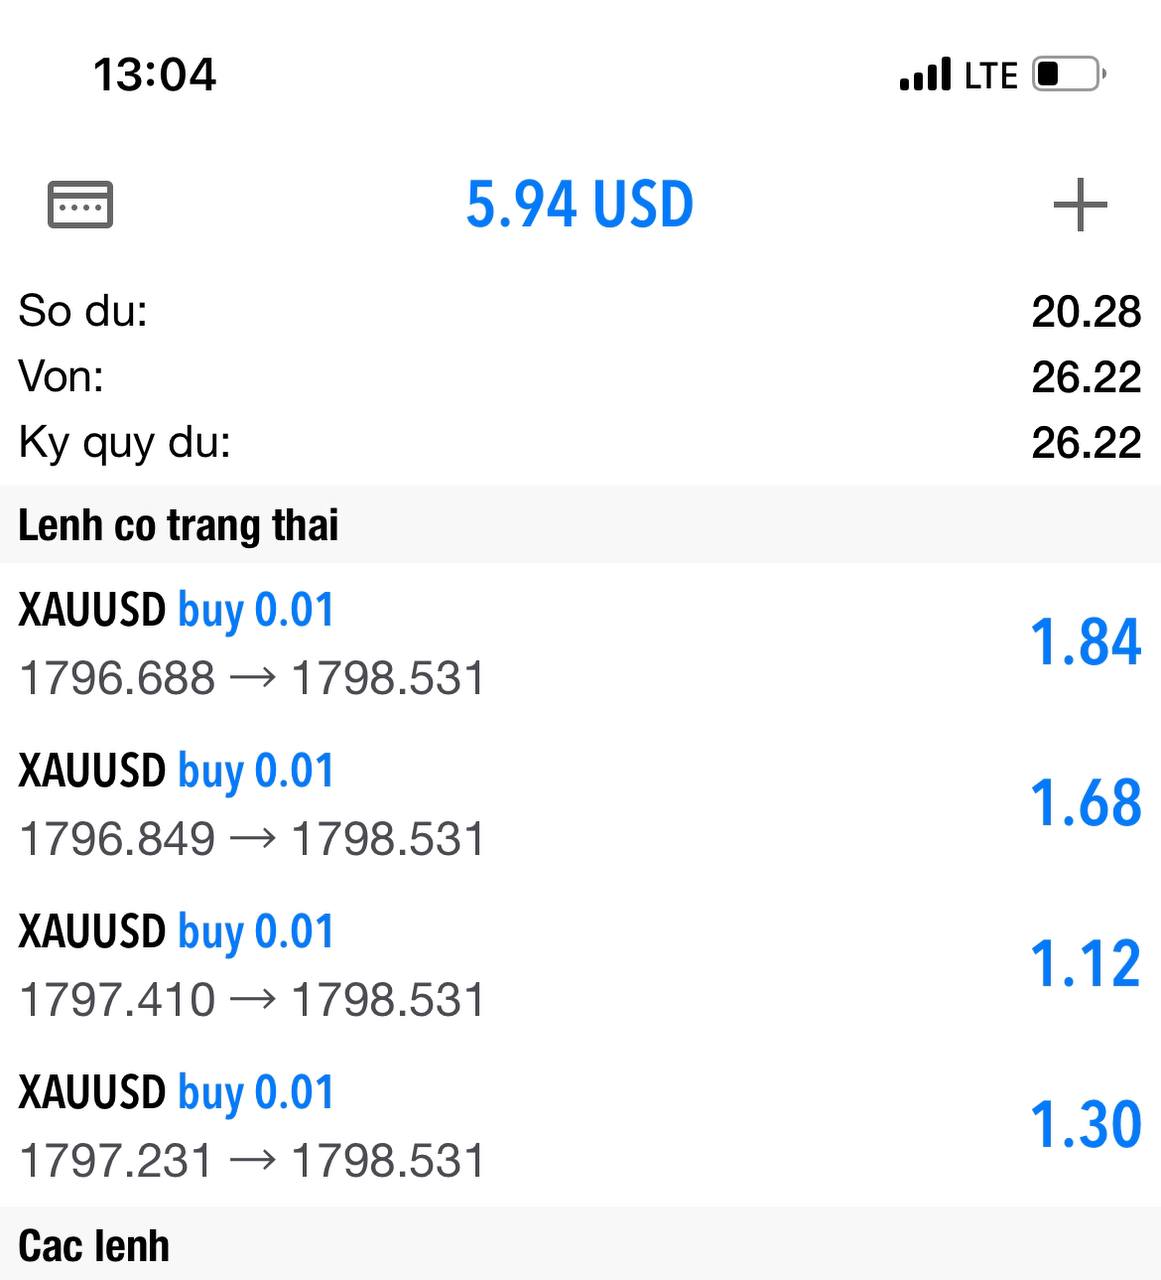 13:04 LTE
5.94 USD
So du: 20.28
Von: 26.22
Ky quy du: 26.22
Lenh co trang thai
XAUUSD buy 0.01 1.84
1796.688 → 1798.531
XAUUSD buy 0.01 1.68
1796.849 → 1798.531
XAUUSD buy 0.01 1.12
1797.410 → 1798.531
XAUUSD buy 0.01 1.30
1797.231 → 1798.531
Cac lenh